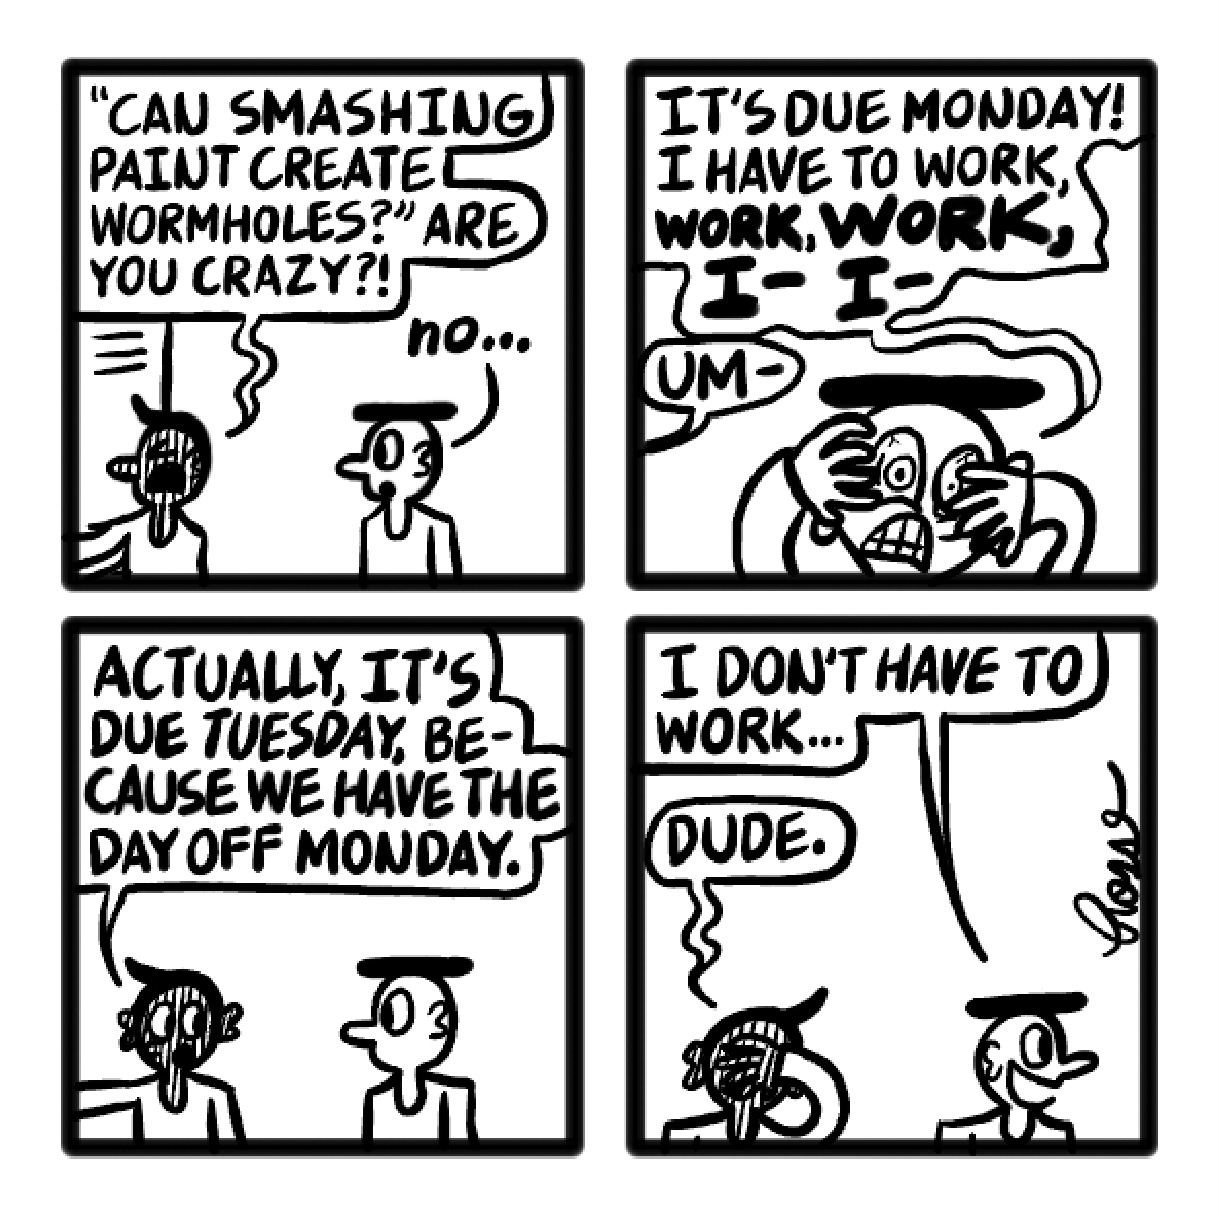 "CAN SMASHING
PAINT CREATE
WORMHOLES?" ARE
YOU CRAZY?!
no...
IT'S DUE MONDAY!
I HAVE TO WORK,
WORK, WORK,
I- I-
UM-
ACTUALLY, IT'S
DUE TUESDAY, BE-
CAUSE WE HAVE THE
DAY OFF MONDAY.
I DON'T HAVE TO
WORK...
DUDE.